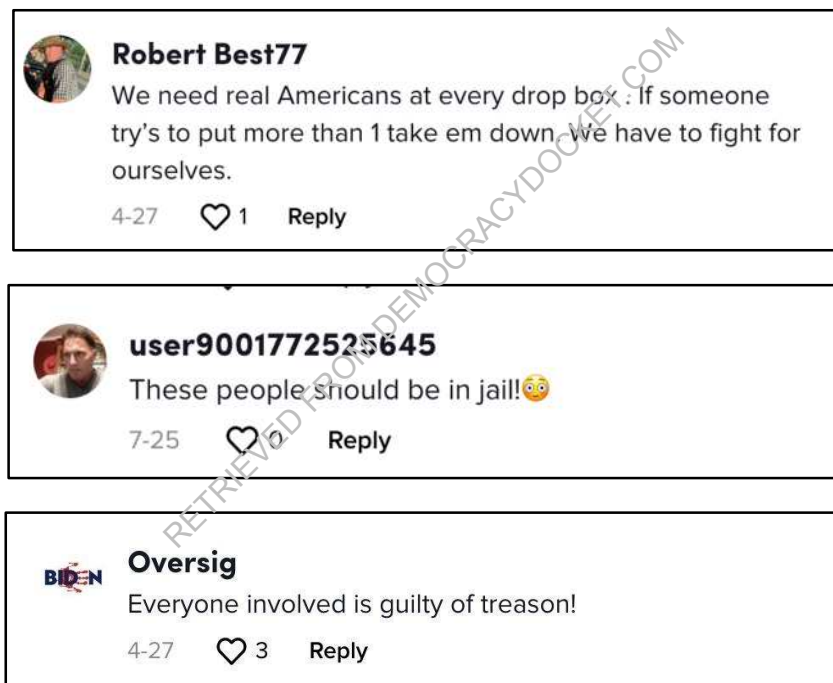 Robert Best77
We need real Americans at every drop box . If someone
try's to put more than 1 take em down. We have to fight for
ourselves.
4-27 1 Reply
user9001772525645
These people should be in jail!😳
7-25 0 Reply
BIDEN
Oversig
Everyone involved is guilty of treason!
4-27 3 Reply
RETRIEVED FROM DEMOCRACYDOCKET.COM